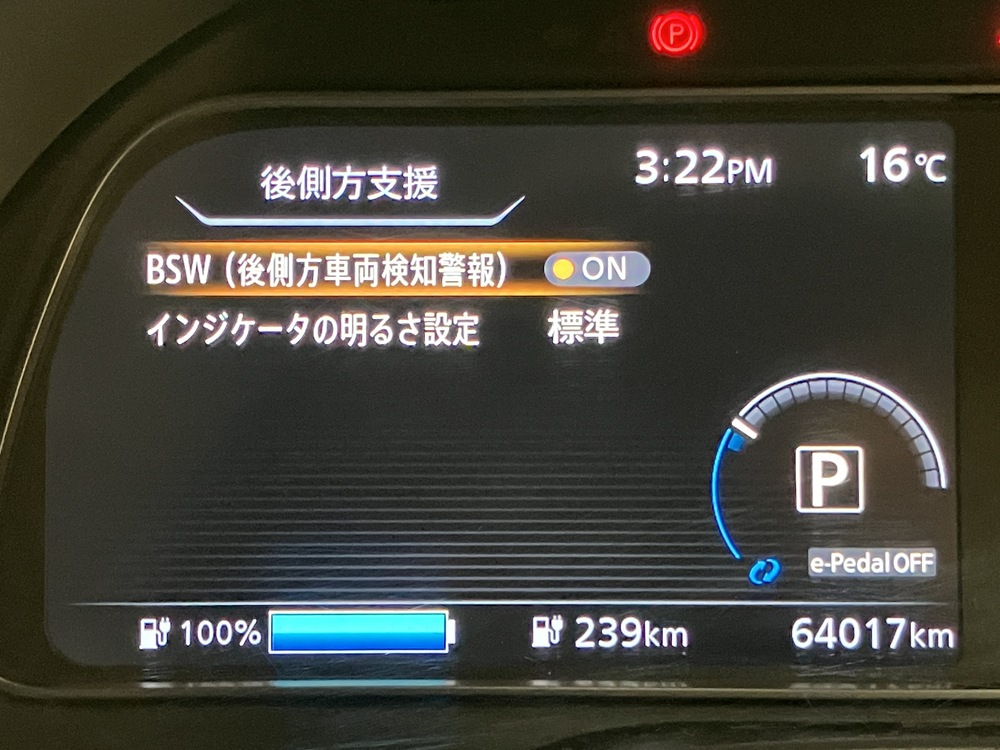 P
後側方支援
3:22PM
16℃
BSW (後側方車両検知警報) ON
インジケータの明るさ設定 標準
P
e-Pedal OFF
100%
239km
64017km